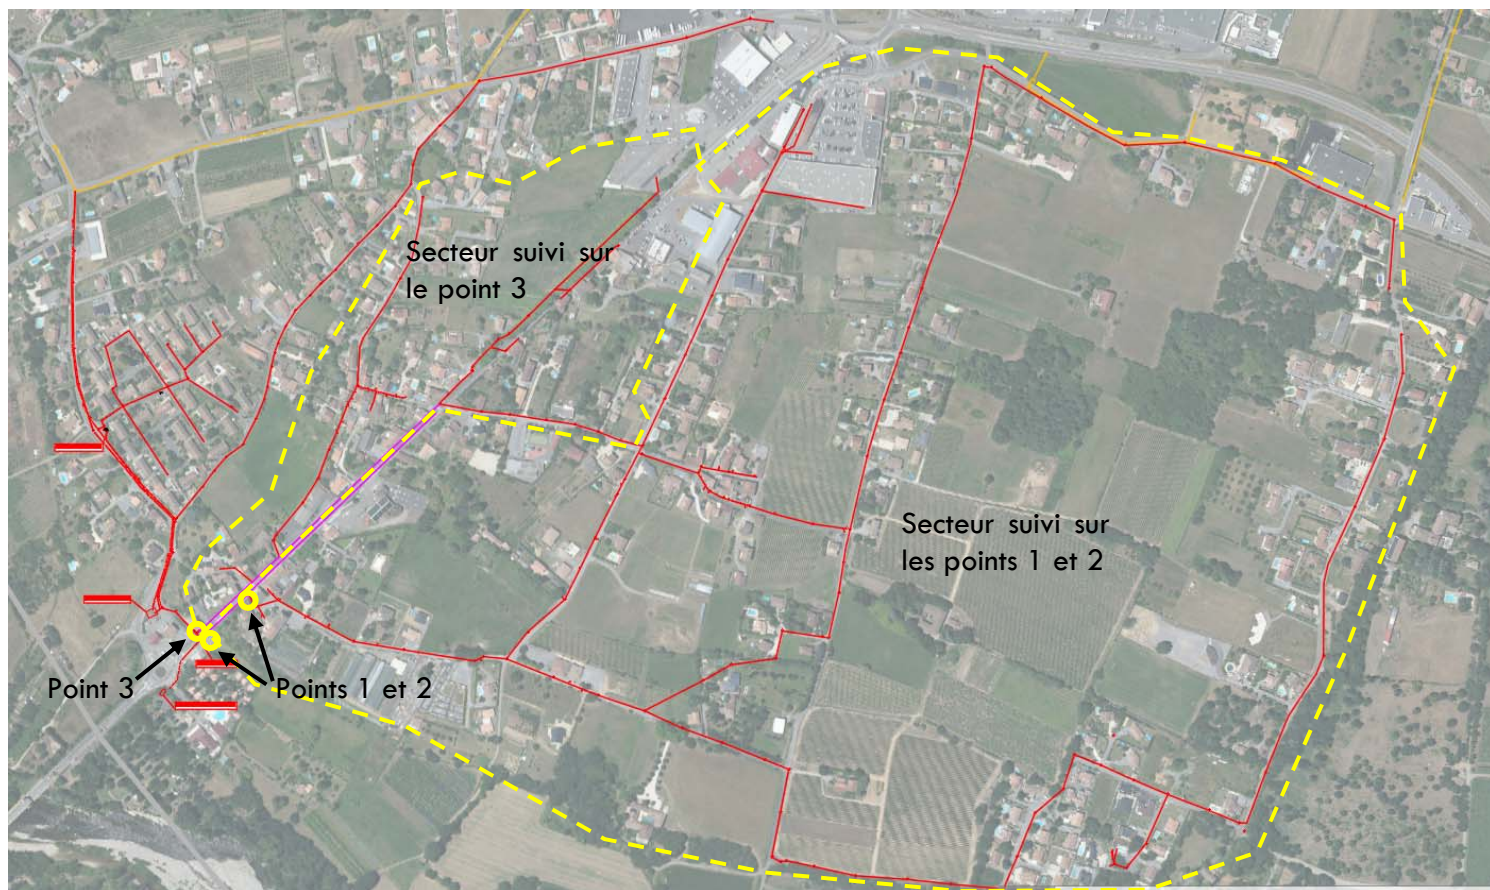 Secteur suivi sur
le point 3
Secteur suivi sur
les points 1 et 2
Point 3
Points 1 et 2